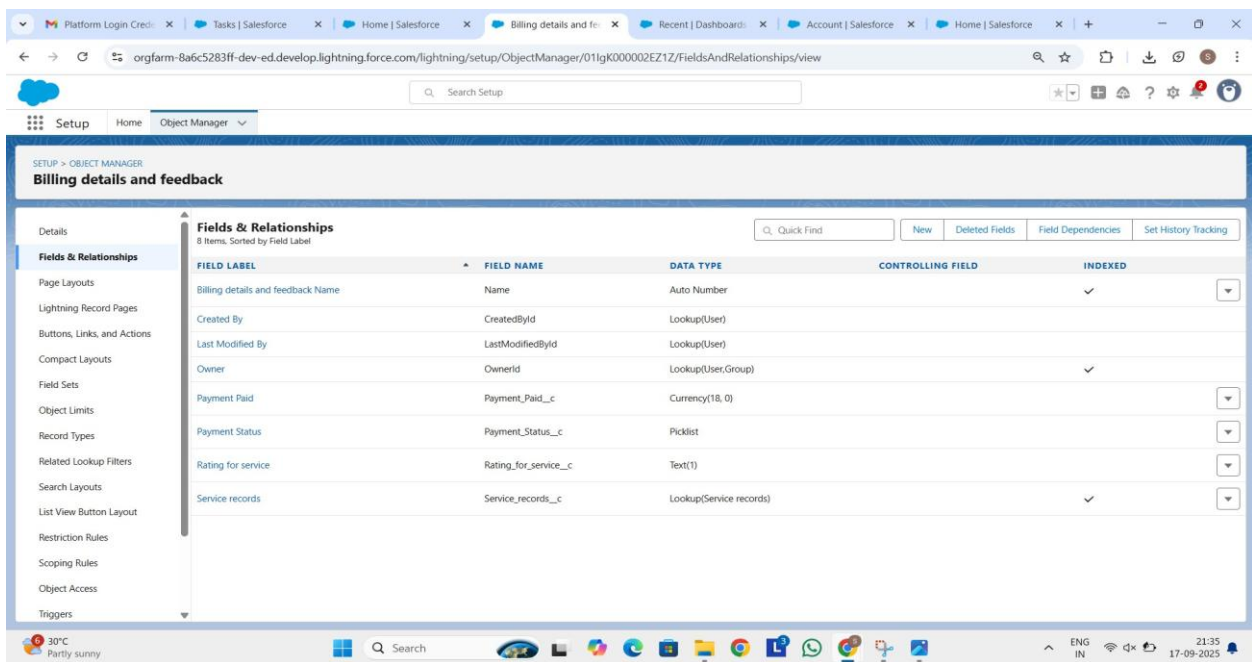 Platform Login Crede
Tasks | Salesforce
Home | Salesforce
Billing details and fee
Recent | Dashboards
Account | Salesforce
Home | Salesforce
orgfarm-8a6c5283ff-dev-ed.develop.lightning.force.com/lightning/setup/ObjectManager/01IgK000002EZ1Z/FieldsAndRelationships/view
S
Search Setup
2
Setup
Home
Object Manager
SETUP > OBJECT MANAGER
Billing details and feedback
Details
Fields & Relationships
Page Layouts
Lightning Record Pages
Buttons, Links, and Actions
Compact Layouts
Field Sets
Object Limits
Record Types
Related Lookup Filters
Search Layouts
List View Button Layout
Restriction Rules
Scoping Rules
Object Access
Triggers
Fields & Relationships
8 Items, Sorted by Field Label
Quick Find
New
Deleted Fields
Field Dependencies
Set History Tracking
FIELD LABEL FIELD NAME DATA TYPE CONTROLLING FIELD INDEXED
Billing details and feedback Name Name Auto Number
Created By CreatedById Lookup(User)
Last Modified By LastModifiedById Lookup(User)
Owner OwnerId Lookup(User,Group)
Payment Paid Payment_Paid__c Currency(18, 0)
Payment Status Payment_Status__c Picklist
Rating for service Rating_for_service__c Text(1)
Service records Service_records__c Lookup(Service records)
6
30°C
Partly sunny
Search
3
ENG
IN
21:35
17-09-2025